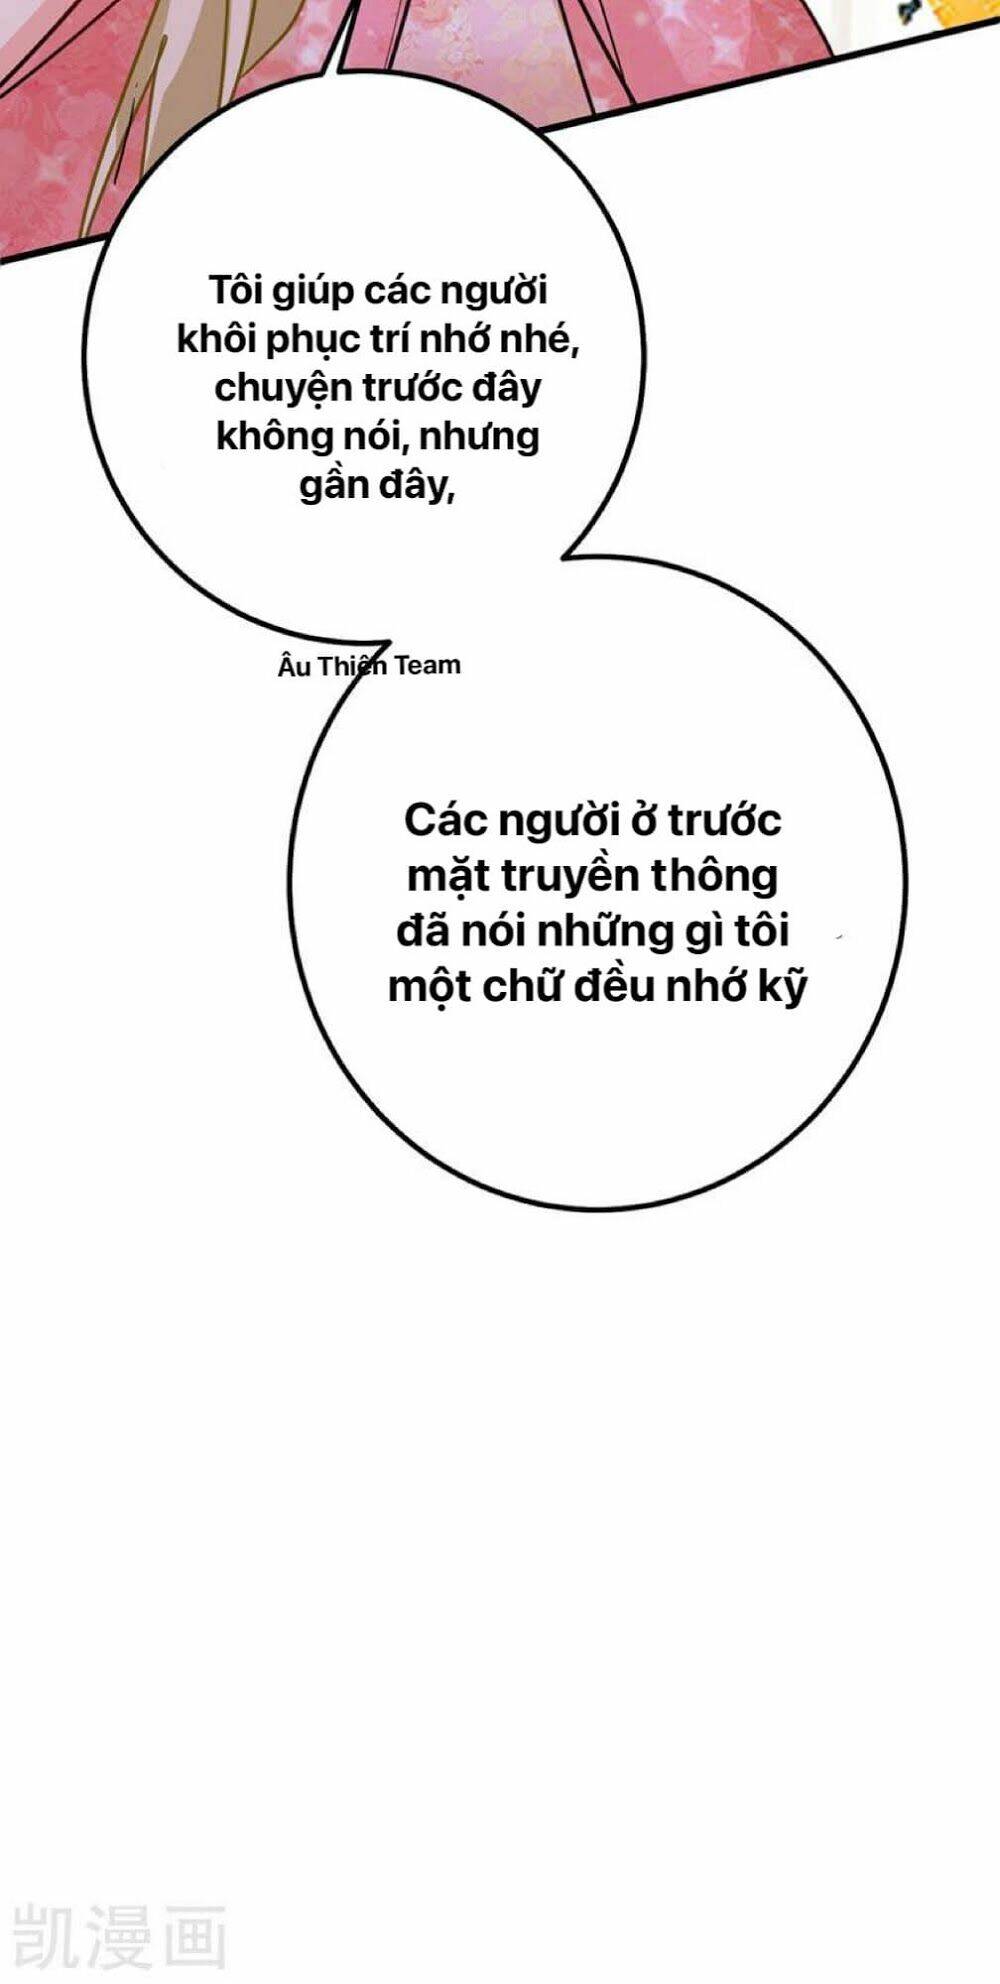 Tôi giúp các người
khôi phục trí nhớ nhé,
chuyện trước đây
không nói, nhưng
gần đây,
Âu Thiên Team
Các người ở trước
mặt truyền thông
đã nói những gì tôi
một chữ đều nhớ kỹ
凯漫画